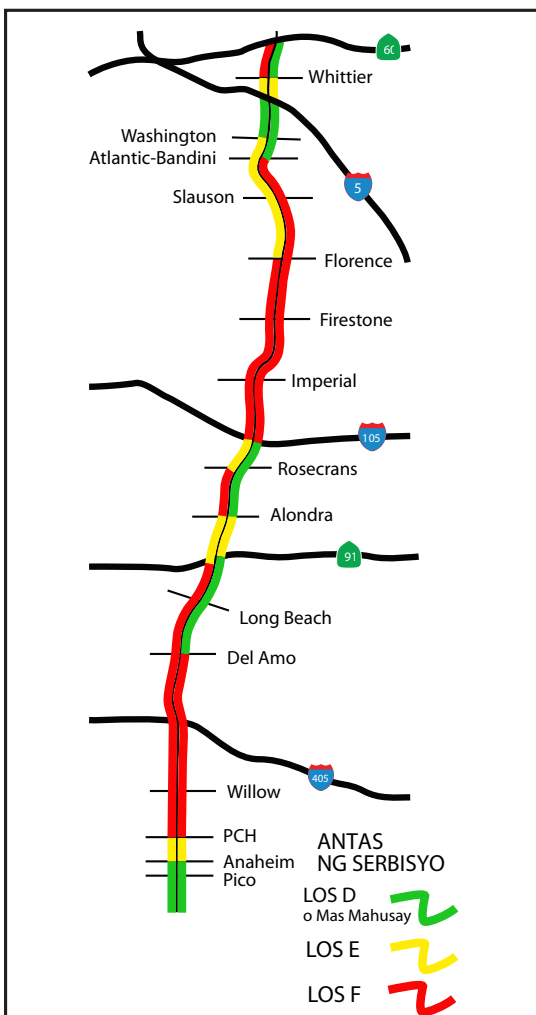 60
Whittier
Washington
Atlantic-Bandini
5
Slauson
Florence
Firestone
Imperial
105
Rosecrans
Alondra
91
Long Beach
Del Amo
405
Willow
PCH
Anaheim
Pico
ANTAS
NG SERBISYO
LOS D
o Mas Mahusay
LOS E
LOS F